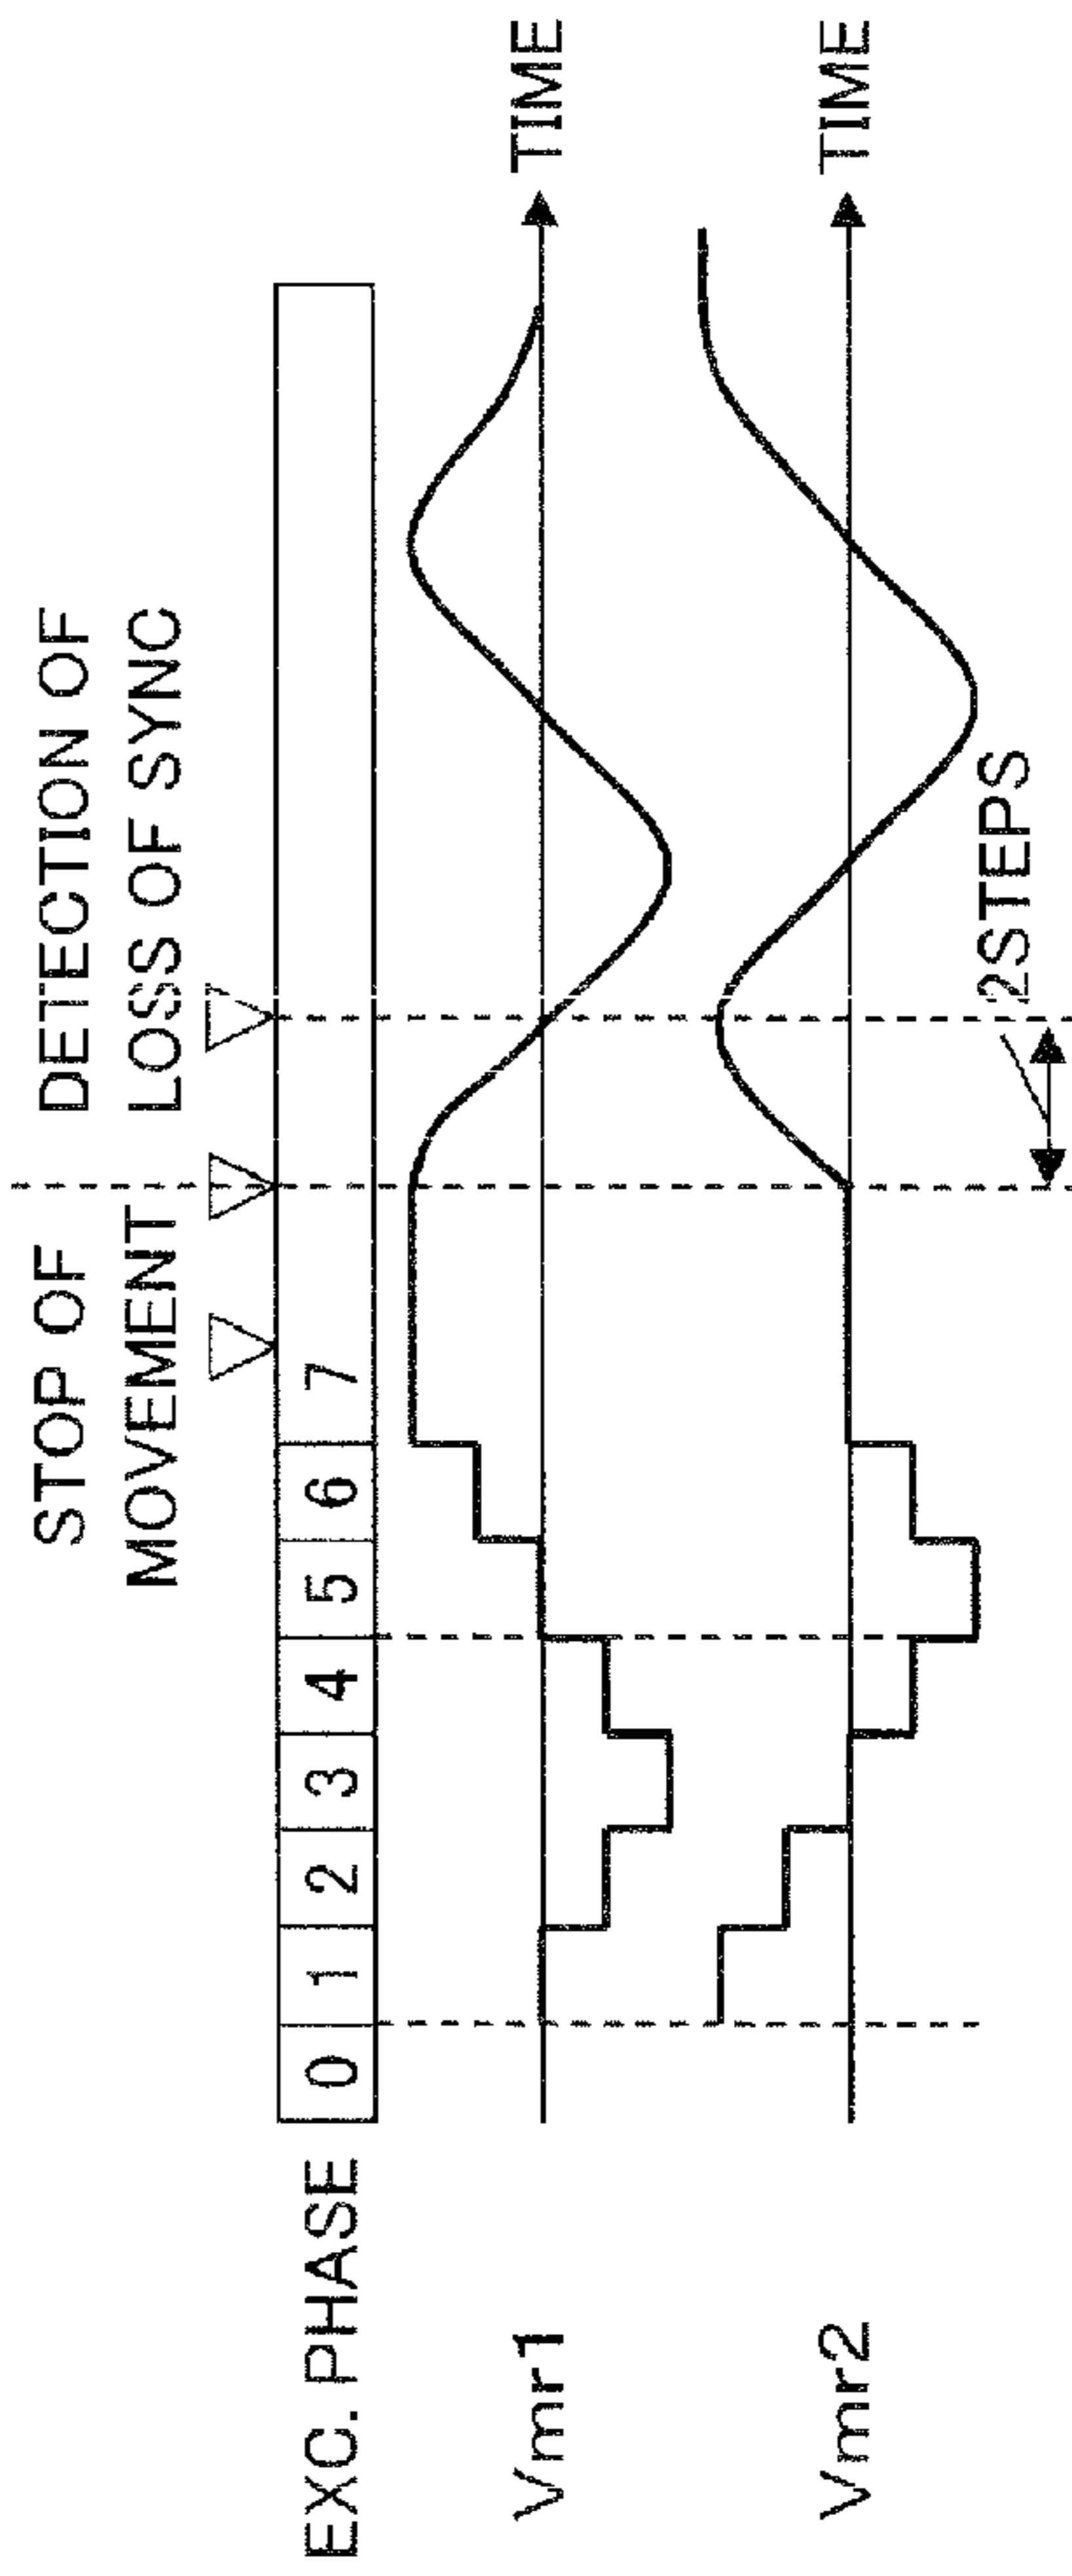 STOP OF
MOVEMENT
DETECTION OF
LOSS OF SYNC
EXC. PHASE
0 1 2 3 4 5 6 7
Vmr1
TIME
Vmr2
TIME
2STEPS